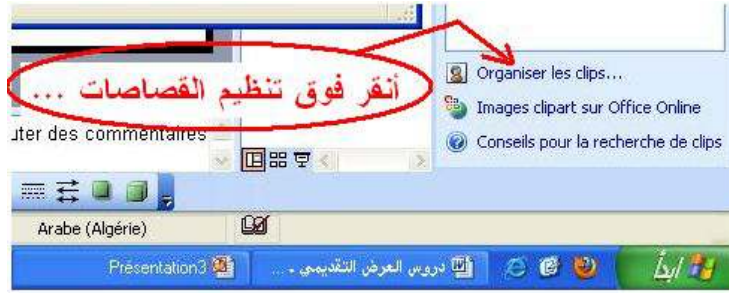 أنقر فوق تنظيم القصاصات ...
Organiser les clips...
Images clipart sur Office Online
Conseils pour la recherche de clips
uter des commentaires
Arabe (Algérie)
Présentation3
دروس العرض التقديمي - ...
ابدأ